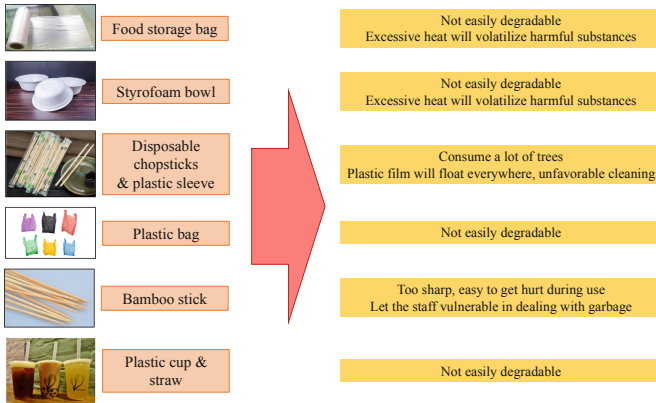 Food storage bag
Not easily degradable
Excessive heat will volatilize harmful substances
Styrofoam bowl
Not easily degradable
Excessive heat will volatilize harmful substances
Disposable
chopsticks
& plastic sleeve
Consume a lot of trees
Plastic film will float everywhere, unfavorable cleaning
Plastic bag
Not easily degradable
Bamboo stick
Too sharp, easy to get hurt during use
Let the staff vulnerable in dealing with garbage
Plastic cup &
straw
Not easily degradable